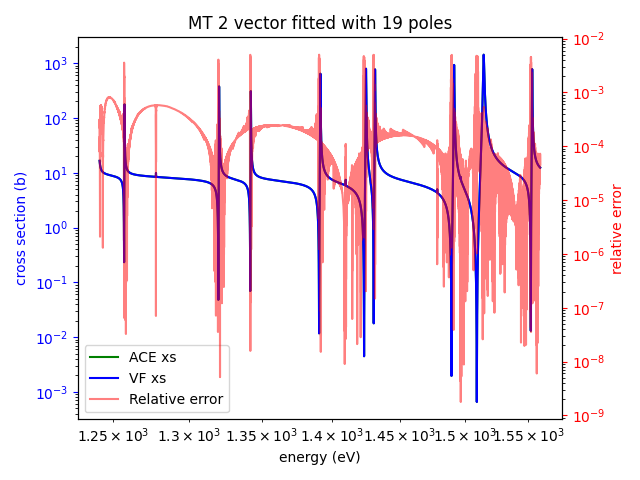 MT 2 vector fitted with 19 poles
10³
10²
10¹
10⁰
10⁻¹
10⁻²
10⁻³
cross section (b)
10⁻²
10⁻³
10⁻⁴
10⁻⁵
10⁻⁶
10⁻⁷
10⁻⁸
10⁻⁹
relative error
ACE xs
VF xs
Relative error
1.25 × 10³ 1.3 × 10³ 1.35 × 10³ 1.4 × 10³ 1.45 × 10³ 1.5 × 10³ 1.55 × 10³
energy (eV)